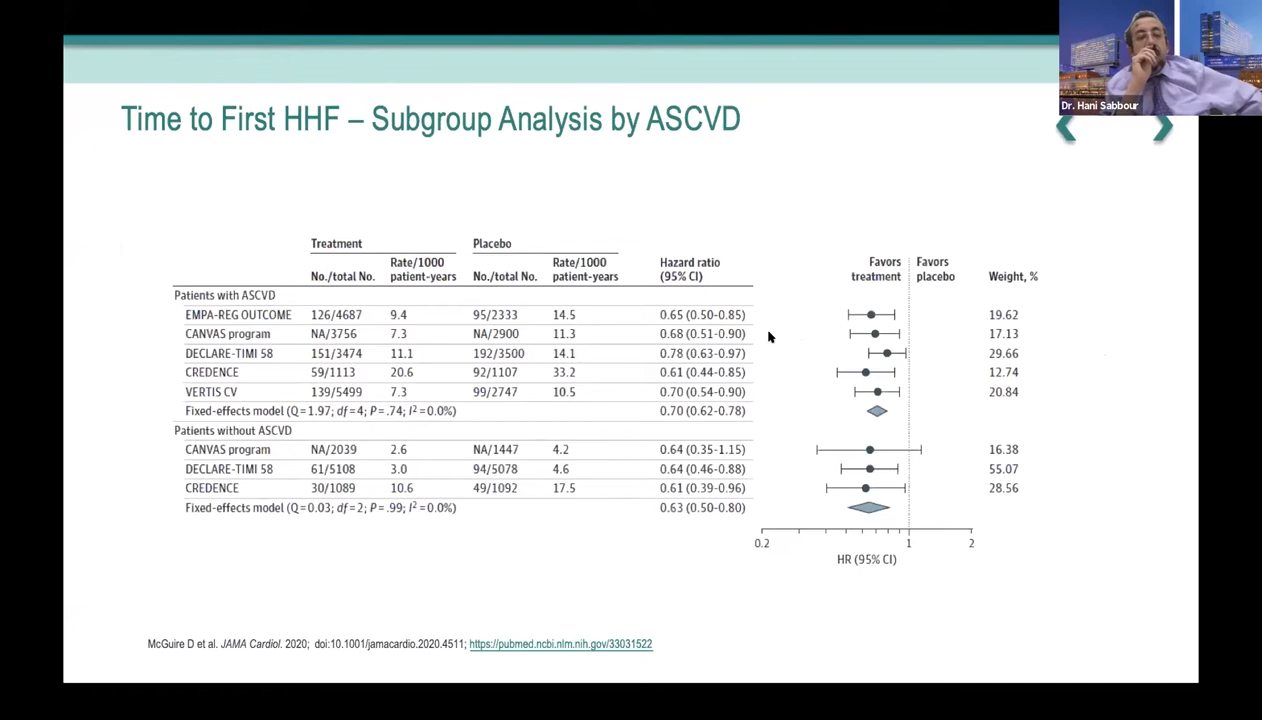 Dr. Hani Sabbour
Time to First HHF – Subgroup Analysis by ASCVD
Treatment Placebo
No./total No. Rate/1000 patient-years No./total No. Rate/1000 patient-years Hazard ratio (95% CI) Favors treatment Favors placebo Weight, %
Patients with ASCVD
EMPA-REG OUTCOME 126/4687 9.4 95/2333 14.5 0.65 (0.50-0.85) 19.62
CANVAS program NA/3756 7.3 NA/2900 11.3 0.68 (0.51-0.90) 17.13
DECLARE-TIMI 58 151/3474 11.1 192/3500 14.1 0.78 (0.63-0.97) 29.66
CREDENCE 59/1113 20.6 92/1107 33.2 0.61 (0.44-0.85) 12.74
VERTIS CV 139/5499 7.3 99/2747 10.5 0.70 (0.54-0.90) 20.84
Fixed-effects model (Q = 1.97; df = 4; P = .74; I² = 0.0%) 0.70 (0.62-0.78)
Patients without ASCVD
CANVAS program NA/2039 2.6 NA/1447 4.2 0.64 (0.35-1.15) 16.38
DECLARE-TIMI 58 61/5108 3.0 94/5078 4.6 0.64 (0.46-0.88) 55.07
CREDENCE 30/1089 10.6 49/1092 17.5 0.61 (0.39-0.96) 28.56
Fixed-effects model (Q = 0.03; df = 2; P = .99; I² = 0.0%) 0.63 (0.50-0.80)
0.2 1 2
HR (95% CI)
McGuire D et al. JAMA Cardiol. 2020; doi:10.1001/jamacardio.2020.4511; https://pubmed.ncbi.nlm.nih.gov/33031522